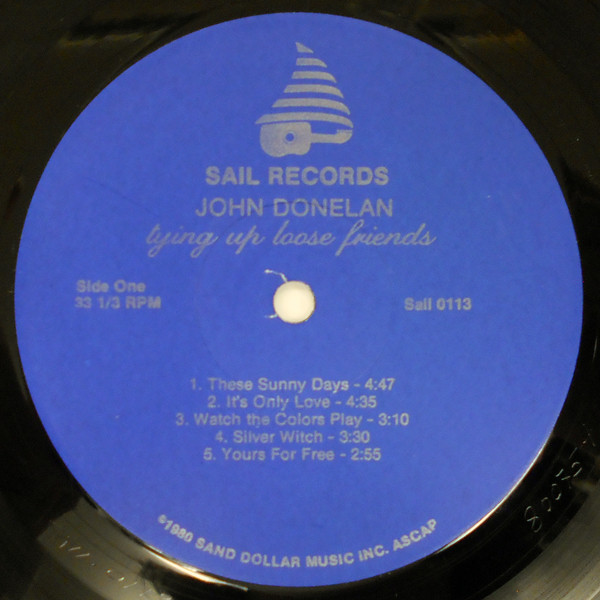 SAIL RECORDS
JOHN DONELAN
tying up loose friends
Side One
33 1/3 RPM
Sail 0113
1. These Sunny Days - 4:47
2. It's Only Love - 4:35
3. Watch the Colors Play - 3:10
4. Silver Witch - 3:30
5. Yours For Free - 2:55
©1980 SAND DOLLAR MUSIC INC. ASCAP